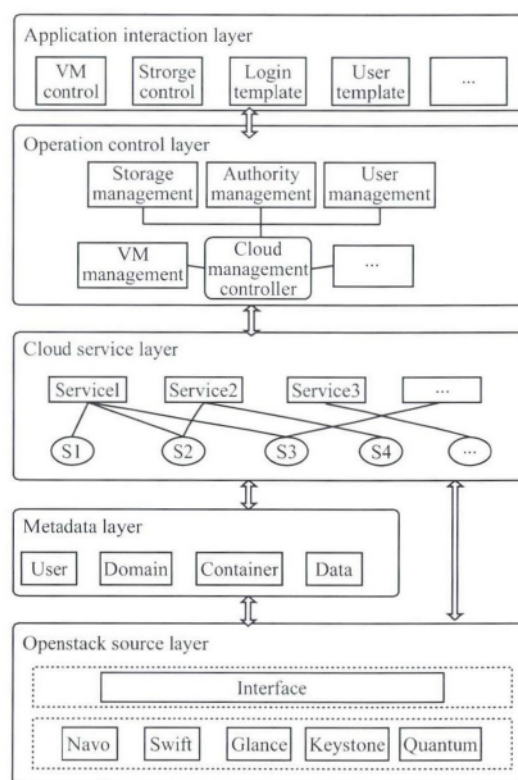 Application interaction layer
VM control
Strorge control
Login template
User template
...
Operation control layer
Storage management
Authority management
User management
VM management
Cloud management controller
...
Cloud service layer
Service1
Service2
Service3
...
S1
S2
S3
S4
...
Metadata layer
User
Domain
Container
Data
Openstack source layer
Interface
Navo
Swift
Glance
Keystone
Quantum